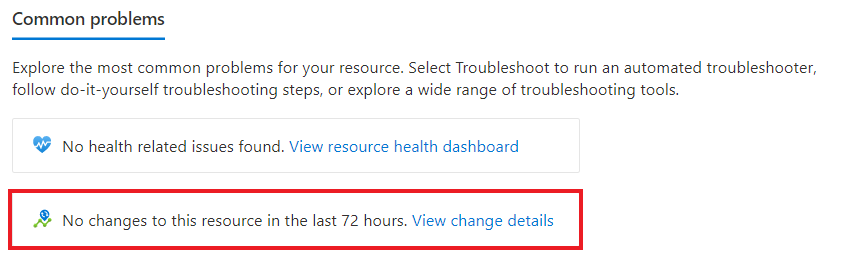 Common problems
Explore the most common problems for your resource. Select Troubleshoot to run an automated troubleshooter,
follow do-it-yourself troubleshooting steps, or explore a wide range of troubleshooting tools.
No health related issues found. View resource health dashboard
No changes to this resource in the last 72 hours. View change details